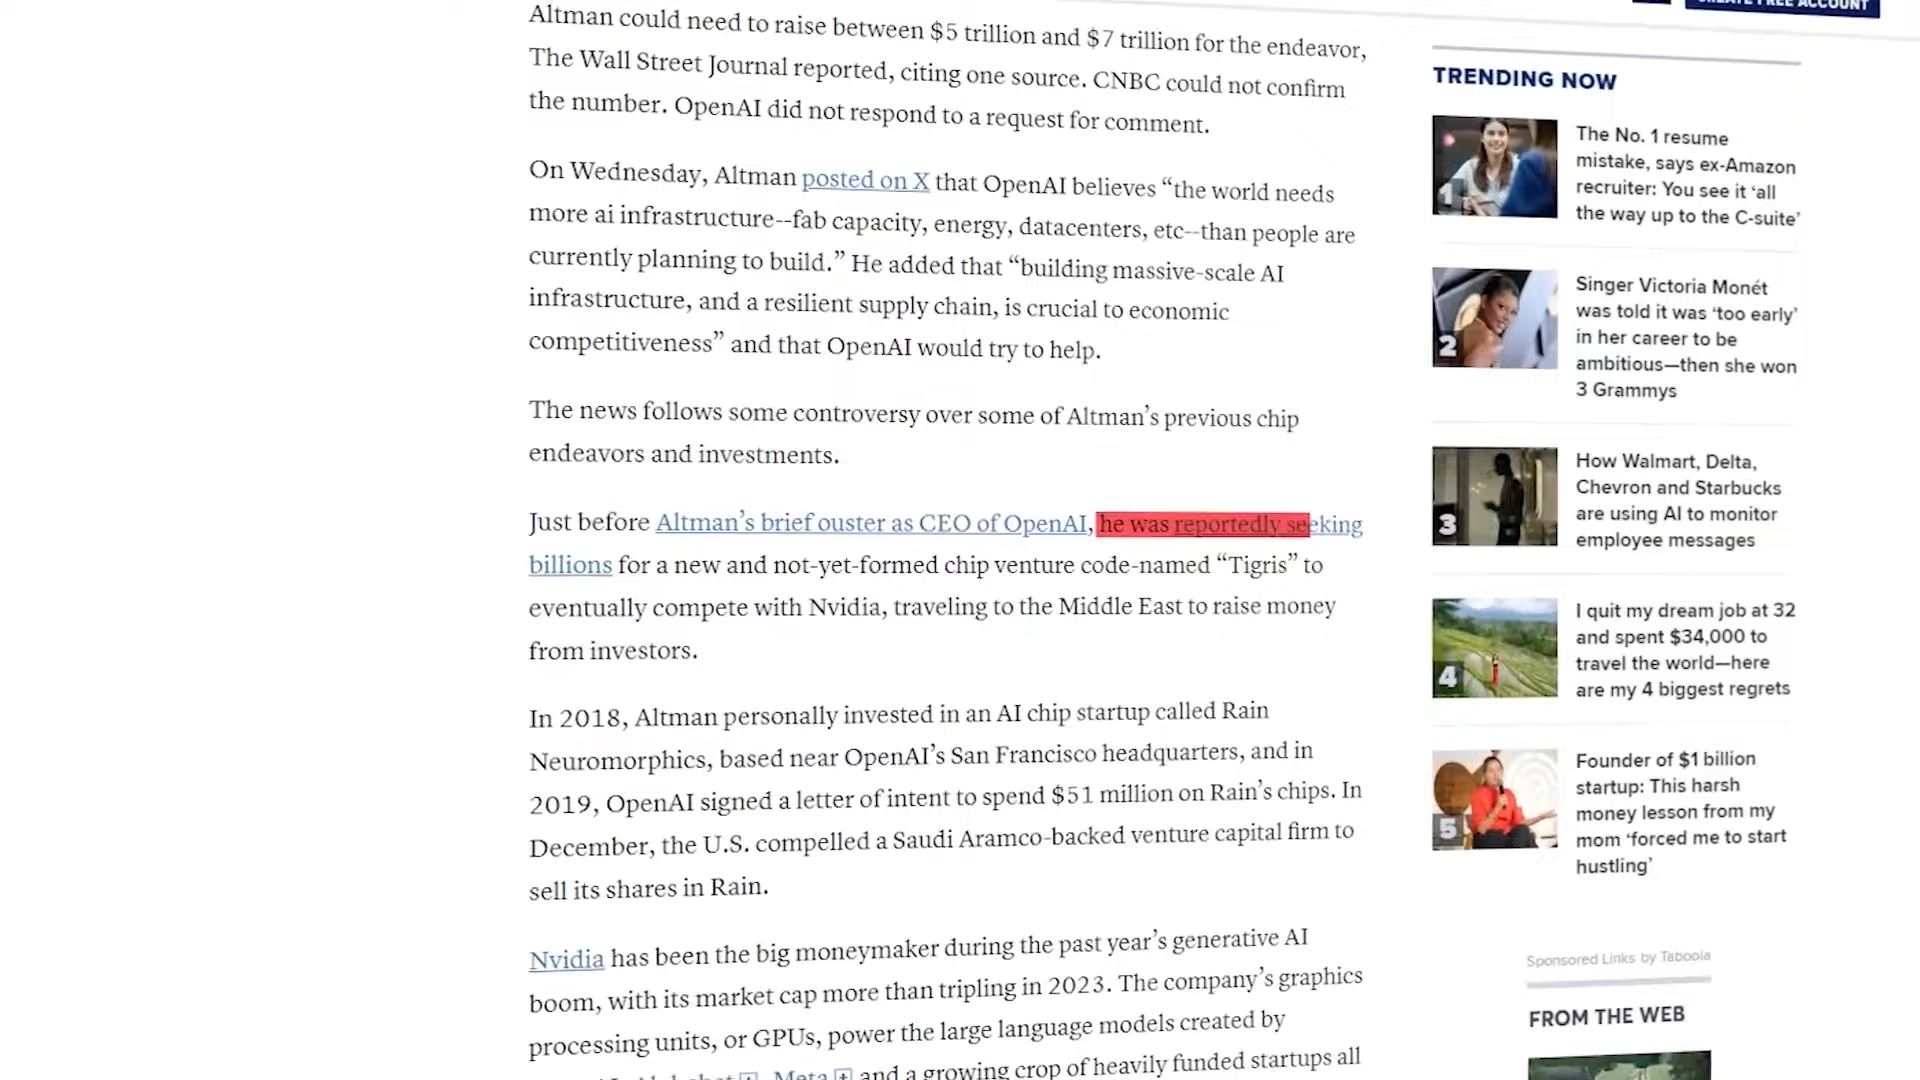 CREATE FREE ACCOUNT
Altman could need to raise between $5 trillion and $7 trillion for the endeavor,
The Wall Street Journal reported, citing one source. CNBC could not confirm
the number. OpenAI did not respond to a request for comment.
On Wednesday, Altman posted on X that OpenAI believes “the world needs
more ai infrastructure--fab capacity, energy, datacenters, etc--than people are
currently planning to build.” He added that “building massive-scale AI
infrastructure, and a resilient supply chain, is crucial to economic
competitiveness” and that OpenAI would try to help.
The news follows some controversy over some of Altman’s previous chip
endeavors and investments.
Just before Altman’s brief ouster as CEO of OpenAI, he was reportedly seeking
billions for a new and not-yet-formed chip venture code-named “Tigris” to
eventually compete with Nvidia, traveling to the Middle East to raise money
from investors.
In 2018, Altman personally invested in an AI chip startup called Rain
Neuromorphics, based near OpenAI’s San Francisco headquarters, and in
2019, OpenAI signed a letter of intent to spend $51 million on Rain’s chips. In
December, the U.S. compelled a Saudi Aramco-backed venture capital firm to
sell its shares in Rain.
Nvidia has been the big moneymaker during the past year’s generative AI
boom, with its market cap more than tripling in 2023. The company’s graphics
processing units, or GPUs, power the large language models created by
Meta and a growing crop of heavily funded startups all
TRENDING NOW
1
The No. 1 resume
mistake, says ex-Amazon
recruiter: You see it ‘all
the way up to the C-suite’
2
Singer Victoria Monét
was told it was ‘too early’
in her career to be
ambitious—then she won
3 Grammys
3
How Walmart, Delta,
Chevron and Starbucks
are using AI to monitor
employee messages
4
I quit my dream job at 32
and spent $34,000 to
travel the world—here
are my 4 biggest regrets
5
Founder of $1 billion
startup: This harsh
money lesson from my
mom ‘forced me to start
hustling’
Sponsored Links by Taboola
FROM THE WEB